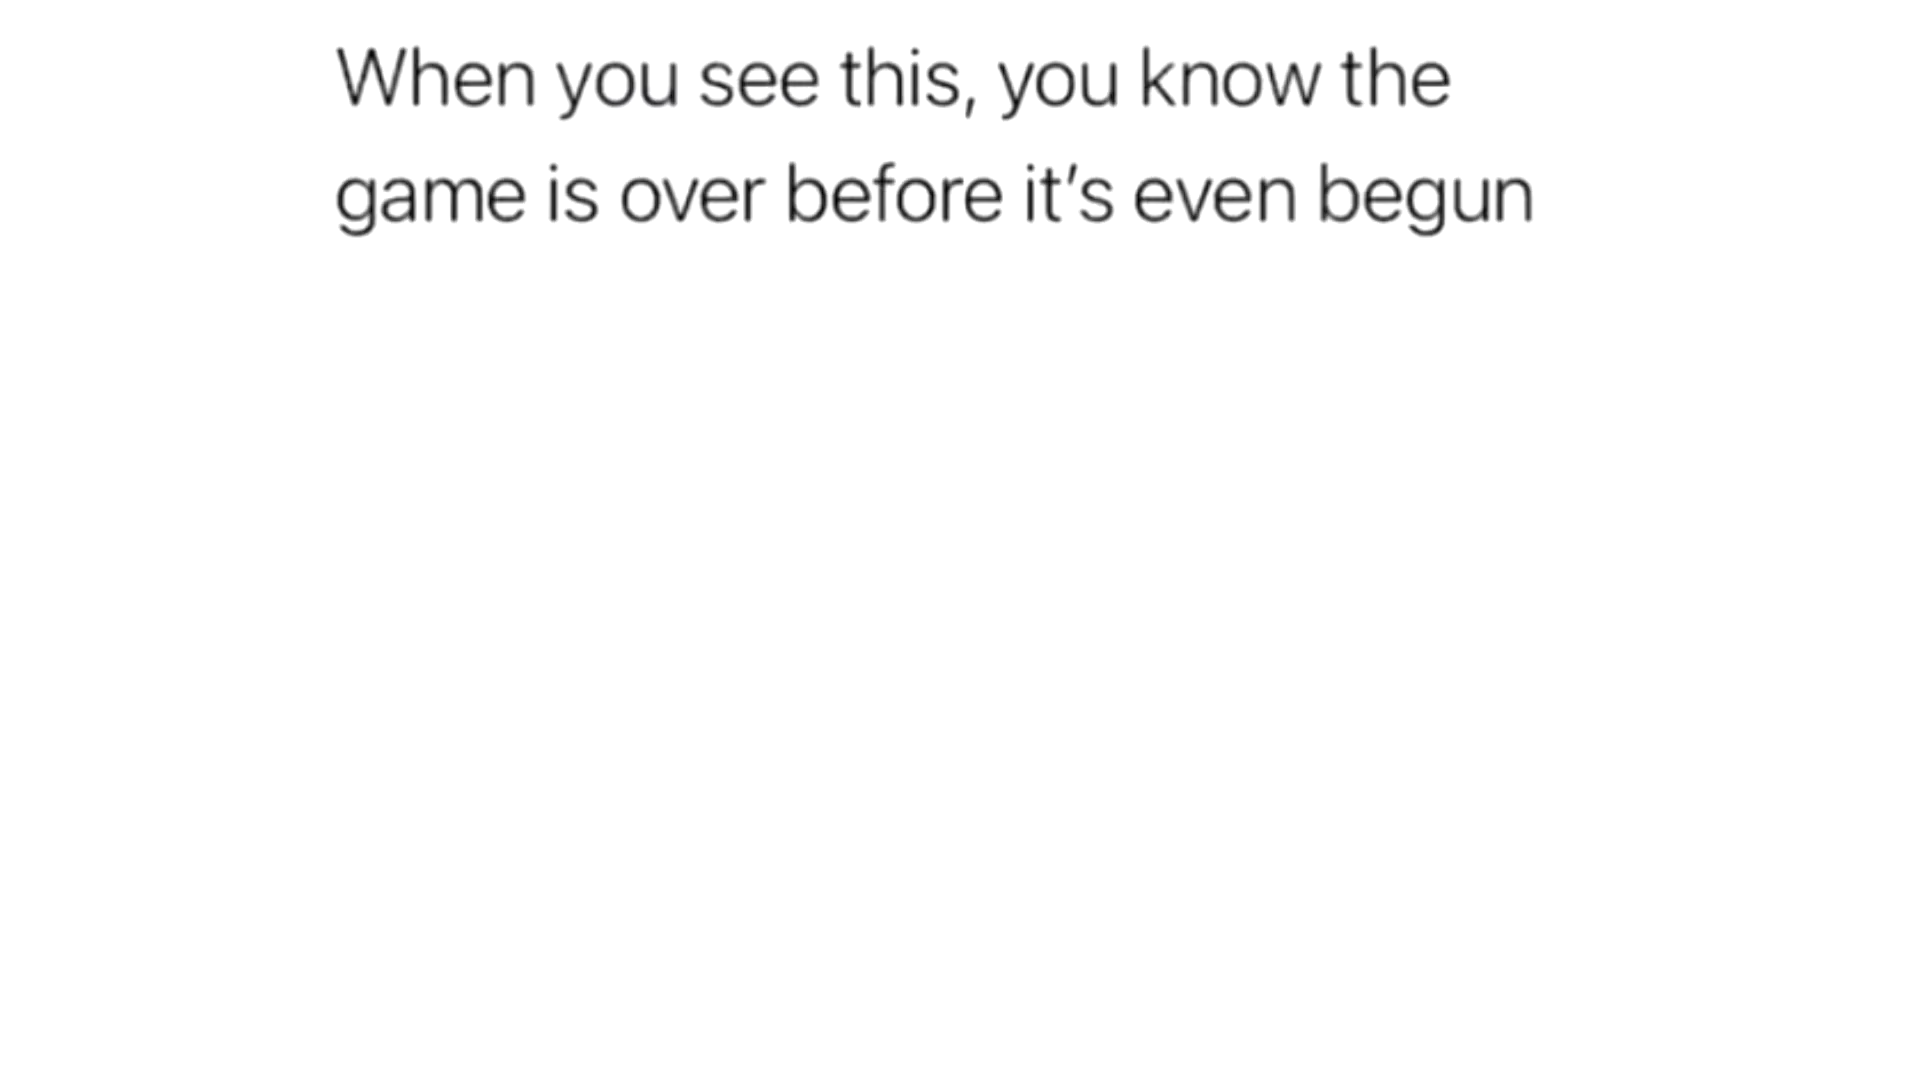 When you see this, you know the
game is over before it’s even begun